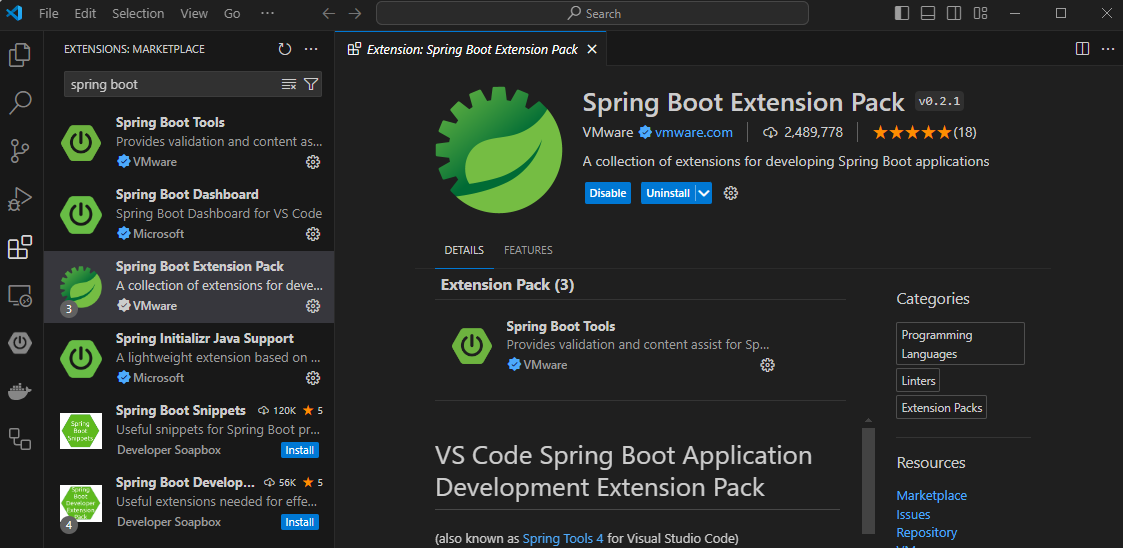 File Edit Selection View Go ··· Search
EXTENSIONS: MARKETPLACE
spring boot
Spring Boot Tools
Provides validation and content as...
VMware
Spring Boot Dashboard
Spring Boot Dashboard for VS Code
Microsoft
Spring Boot Extension Pack
A collection of extensions for deve...
VMware
3
Spring Initializr Java Support
A lightweight extension based on ...
Microsoft
Spring Boot Snippets
Spring Boot Snippets 120K 5
Useful snippets for Spring Boot pr...
Developer Soapbox Install
Spring Boot Developer Extension Pack
Spring Boot Develop... 56K 5
Useful extensions needed for effe...
Developer Soapbox Install
4
Extension: Spring Boot Extension Pack
Spring Boot Extension Pack v0.2.1
VMware vmware.com 2,489,778 (18)
A collection of extensions for developing Spring Boot applications
Disable Uninstall
DETAILS FEATURES
Extension Pack (3)
Spring Boot Tools
Provides validation and content assist for Sp...
VMware
VS Code Spring Boot Application
Development Extension Pack
(also known as Spring Tools 4 for Visual Studio Code)
Categories
Programming
Languages
Linters
Extension Packs
Resources
Marketplace
Issues
Repository